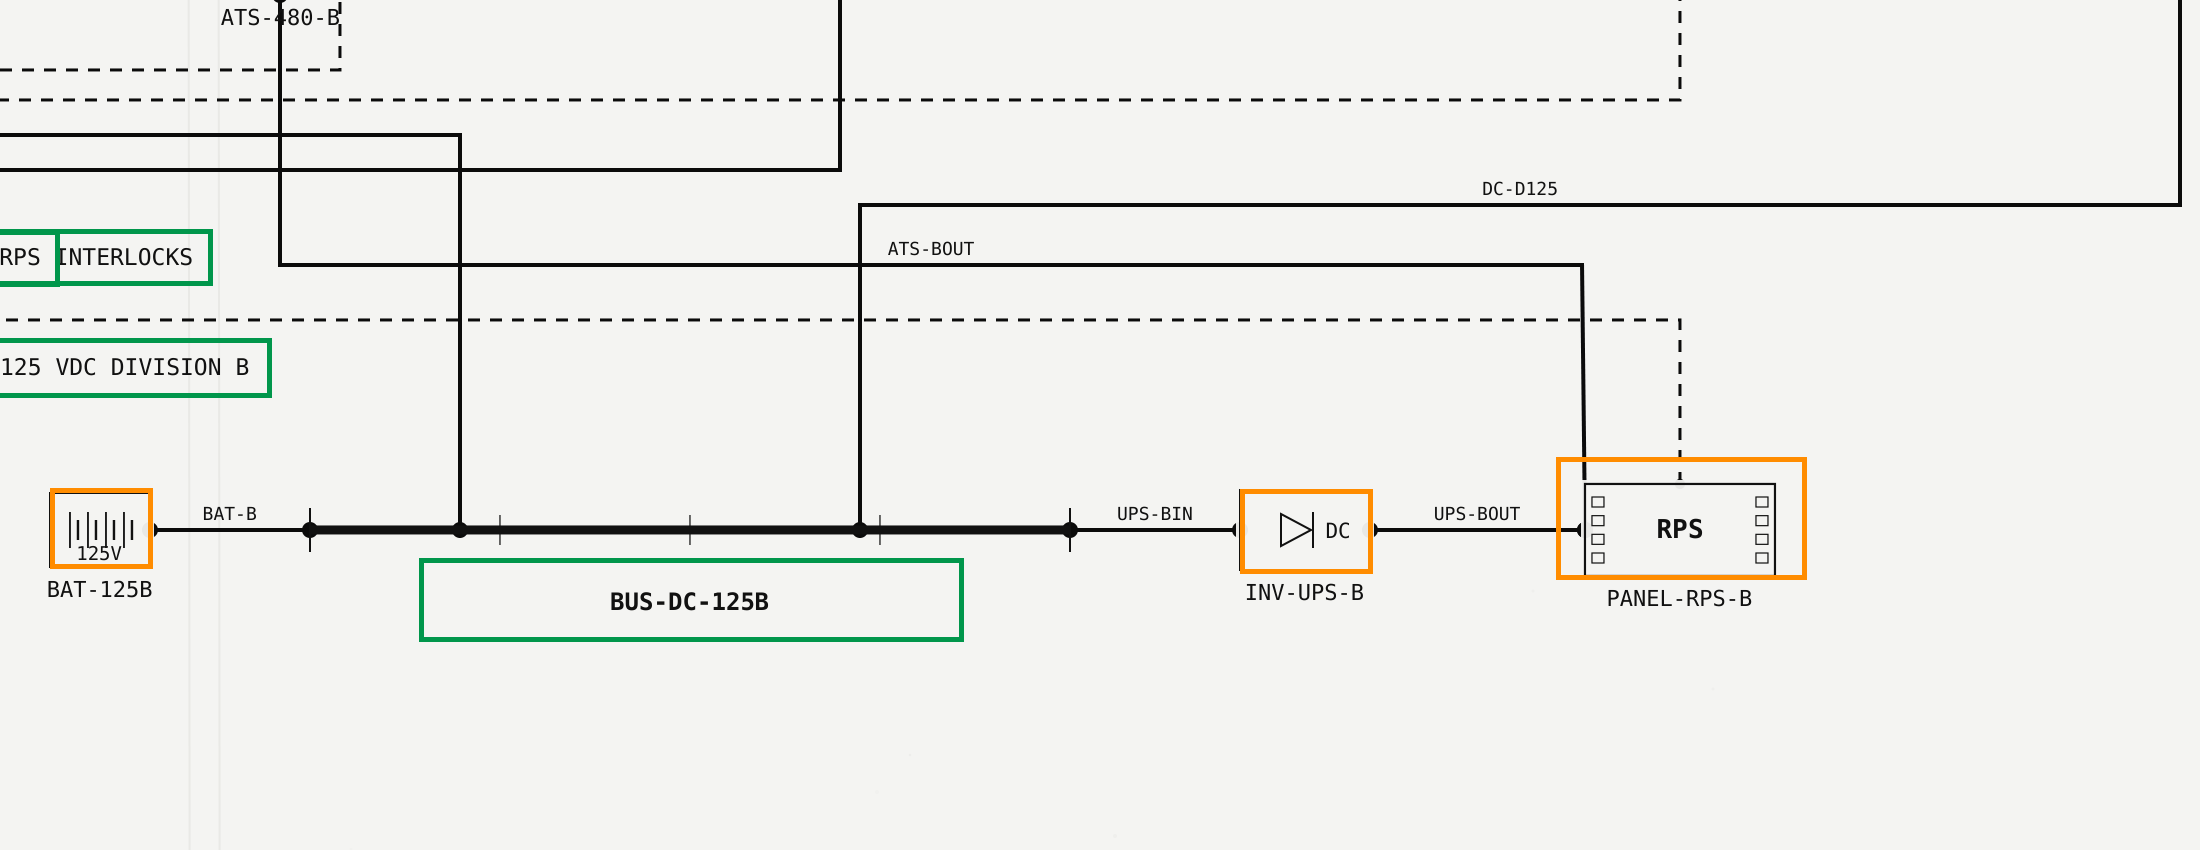 ATS-480-B
DC-D125
ATS-BOUT
RPS INTERLOCKS
125 VDC DIVISION B
BAT-B
UPS-BIN
UPS-BOUT
125V
DC
RPS
BAT-125B
BUS-DC-125B
INV-UPS-B
PANEL-RPS-B